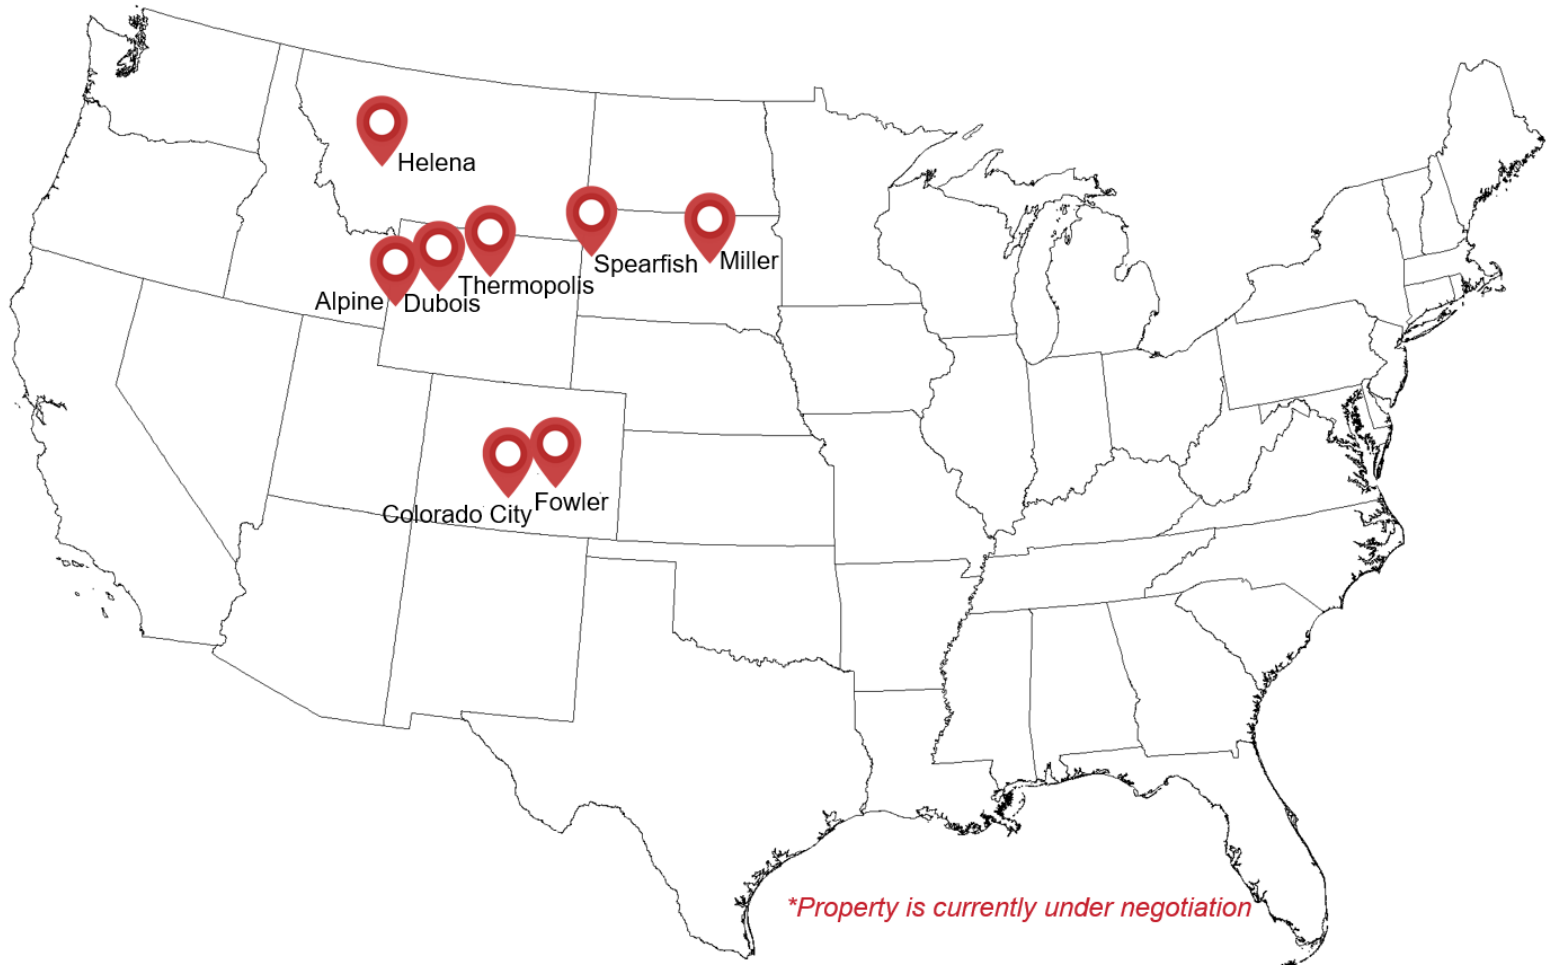 Helena
Spearfish
Miller
Thermopolis
Alpine
Dubois
Colorado City
Fowler
*Property is currently under negotiation